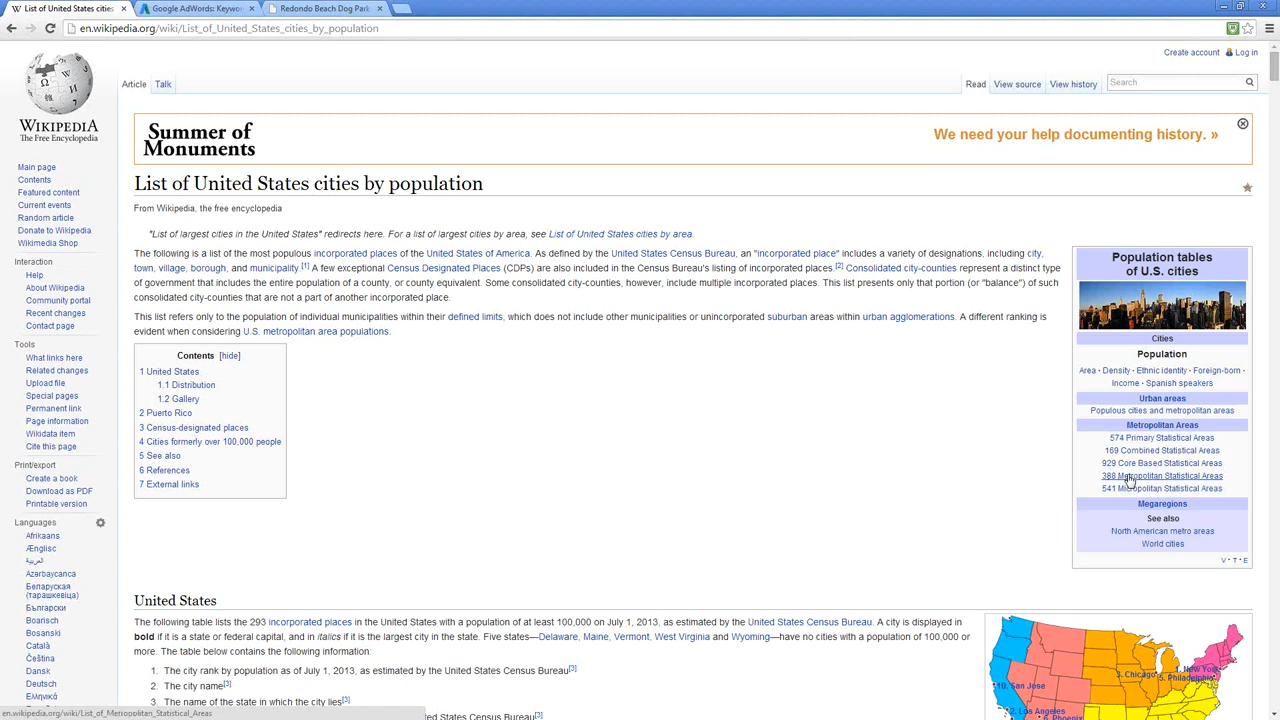 List of United States cities
Google AdWords: Keywo
Redondo Beach Dog Park
en.wikipedia.org/wiki/List_of_United_States_cities_by_population
Create account Log in
Article Talk
Read View source View history Search
WIKIPEDIA
The Free Encyclopedia
Main page
Contents
Featured content
Current events
Random article
Donate to Wikipedia
Wikimedia Shop
Interaction
Help
About Wikipedia
Community portal
Recent changes
Contact page
Tools
What links here
Related changes
Upload file
Special pages
Permanent link
Page information
Wikidata item
Cite this page
Print/export
Create a book
Download as PDF
Printable version
Languages
Afrikaans
Ænglisc
العربية
Azərbaycanca
Беларуская
(тарашкевіца)
Български
Boarisch
Bosanski
Català
Čeština
Dansk
Deutsch
Ελληνικά
Summer of
Monuments
We need your help documenting history. »
List of United States cities by population
From Wikipedia, the free encyclopedia
"List of largest cities in the United States" redirects here. For a list of largest cities by area, see List of United States cities by area.
The following is a list of the most populous incorporated places of the United States of America. As defined by the United States Census Bureau, an "incorporated place" includes a variety of designations, including city,
town, village, borough, and municipality.[1] A few exceptional Census Designated Places (CDPs) are also included in the Census Bureau's listing of incorporated places.[2] Consolidated city-counties represent a distinct type
of government that includes the entire population of a county, or county equivalent. Some consolidated city-counties, however, include multiple incorporated places. This list presents only that portion (or "balance") of such
consolidated city-counties that are not a part of another incorporated place.
This list refers only to the population of individual municipalities within their defined limits, which does not include other municipalities or unincorporated suburban areas within urban agglomerations. A different ranking is
evident when considering U.S. metropolitan area populations.
Contents [hide]
1 United States
1.1 Distribution
1.2 Gallery
2 Puerto Rico
3 Census-designated places
4 Cities formerly over 100,000 people
5 See also
6 References
7 External links
Population tables
of U.S. cities
Cities
Population
Area · Density · Ethnic identity · Foreign-born ·
Income · Spanish speakers
Urban areas
Populous cities and metropolitan areas
Metropolitan Areas
574 Primary Statistical Areas
169 Combined Statistical Areas
929 Core Based Statistical Areas
388 Metropolitan Statistical Areas
541 Micropolitan Statistical Areas
Megaregions
See also
North American metro areas
World cities
V · T · E
United States
The following table lists the 293 incorporated places in the United States with a population of at least 100,000 on July 1, 2013, as estimated by the United States Census Bureau. A city is displayed in
bold if it is a state or federal capital, and in italics if it is the largest city in the state. Five states—Delaware, Maine, Vermont, West Virginia and Wyoming—have no cities with a population of 100,000 or
more. The table below contains the following information:
1. The city rank by population as of July 1, 2013, as estimated by the United States Census Bureau[3]
2. The city name[3]
3. The name of the state in which the city lies[3]
ed States Census Bureau[3]
1. New York
3. Chicago
5. Philadelphia
10. San Jose
2. Los Angeles
6. Phoenix
en.wikipedia.org/wiki/List_of_Metropolitan_Statistical_Areas